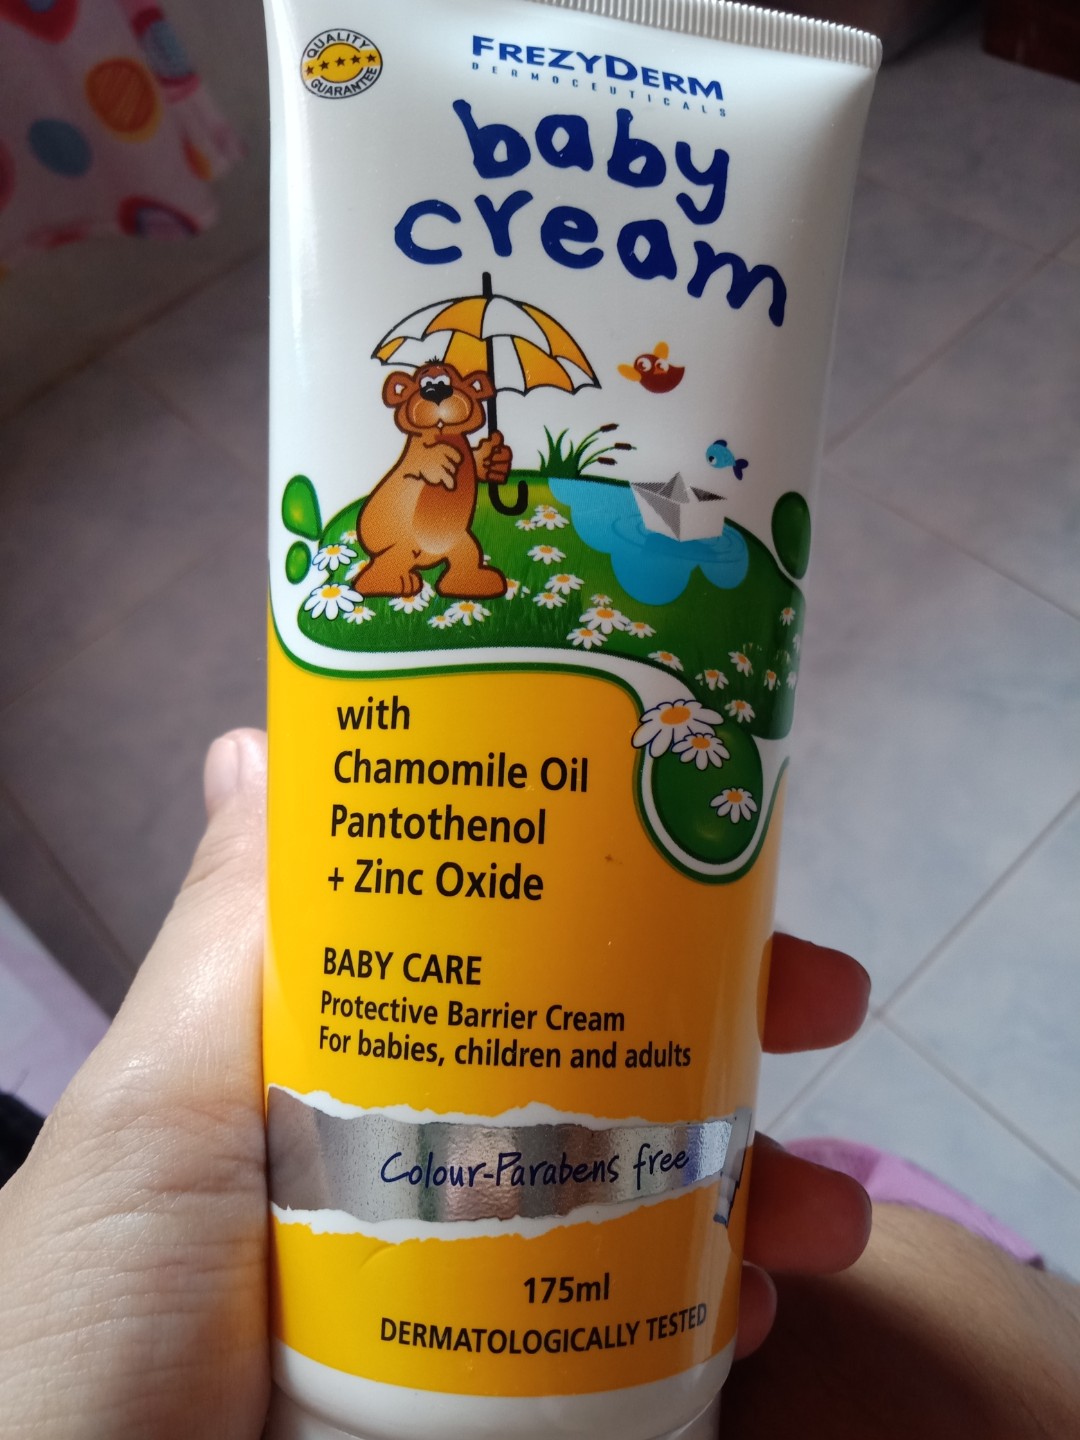 QUALITY
GUARANTEE
FREZYDERM
DERMOCEUTICALS
baby
cream
with
Chamomile Oil
Pantothenol
+ Zinc Oxide
BABY CARE
Protective Barrier Cream
For babies, children and adults
Colour-Parabens free
175ml
DERMATOLOGICALLY TESTED